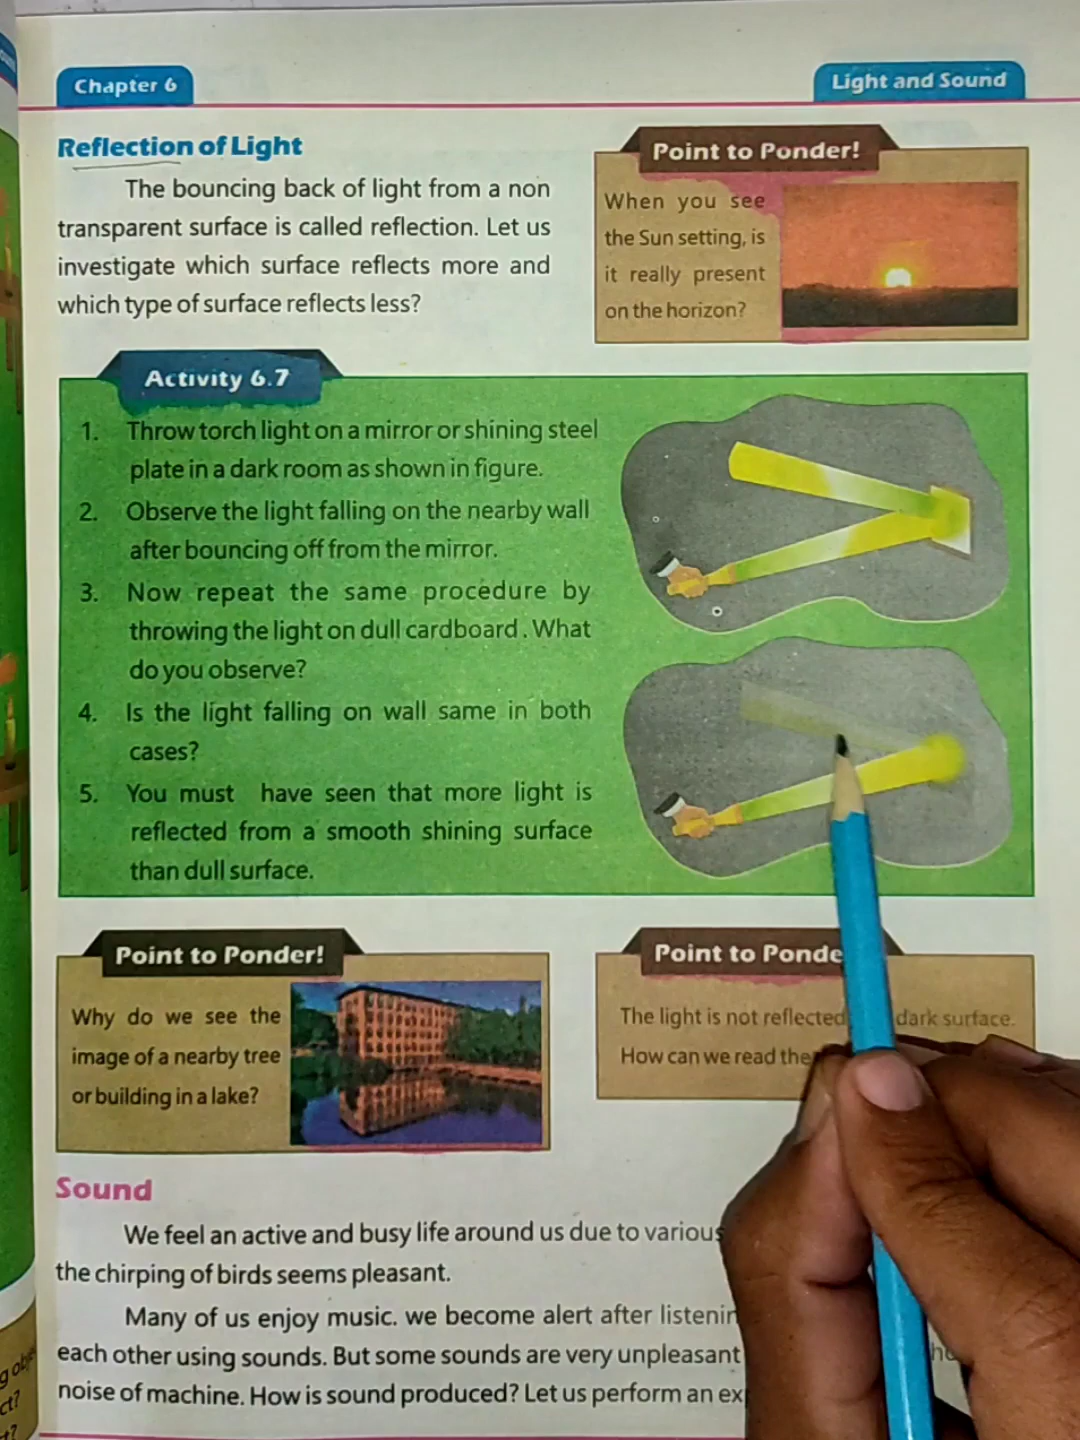 Chapter 6
Light and Sound
Reflection of Light
The bouncing back of light from a non
transparent surface is called reflection. Let us
investigate which surface reflects more and
which type of surface reflects less?
Point to Ponder!
When you see
the Sun setting, is
it really present
on the horizon?
Activity 6.7
1. Throw torch light on a mirror or shining steel
plate in a dark room as shown in figure.
2. Observe the light falling on the nearby wall
after bouncing off from the mirror.
3. Now repeat the same procedure by
throwing the light on dull cardboard. What
do you observe?
4. Is the light falling on wall same in both
cases?
5. You must have seen that more light is
reflected from a smooth shining surface
than dull surface.
Point to Ponder!
Why do we see the
image of a nearby tree
or building in a lake?
Point to
The light is not reflected dark surface.
How can we read
Sound
We feel an active and busy life around us due to various
the chirping of birds seems pleasant.
Many of us enjoy music. we become alert after
each other using sounds. But some sounds are very unpleasant
noise of machine. How is sound produced? Let us perform an